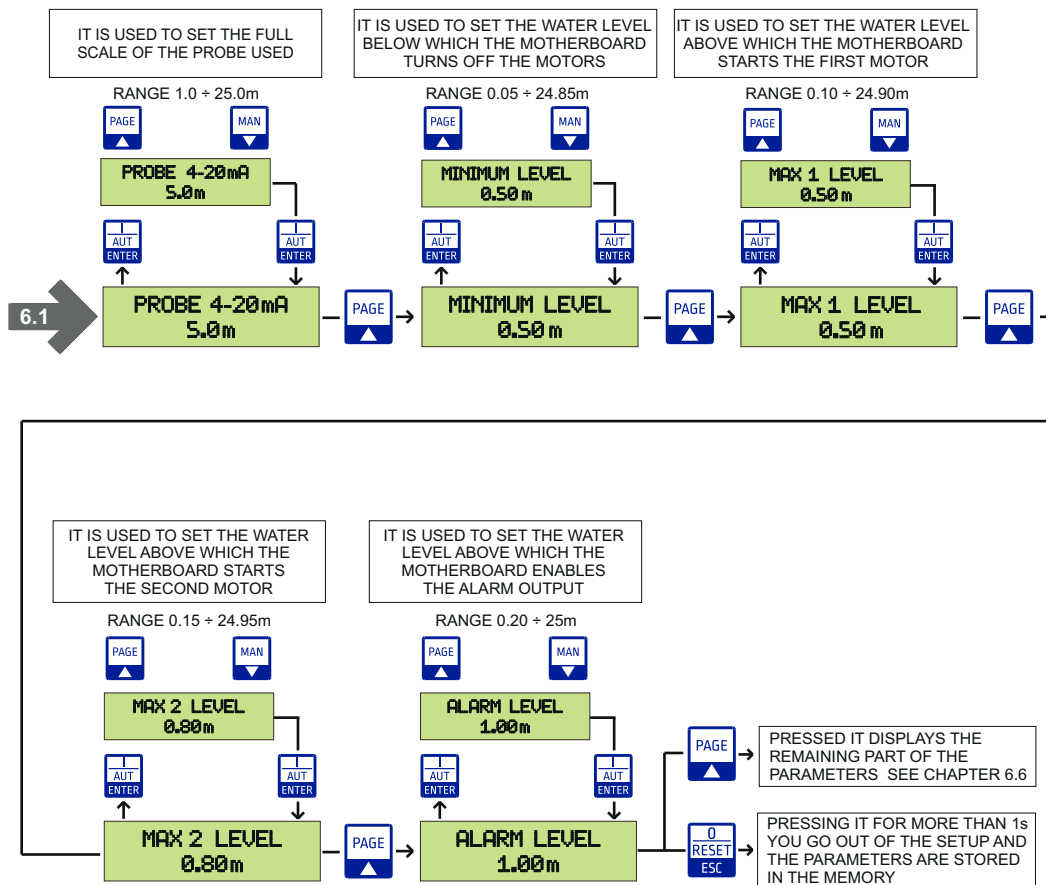 IT IS USED TO SET THE FULL
SCALE OF THE PROBE USED
RANGE 1.0 ÷ 25.0m
PAGE
MAN
PROBE 4-20mA
5.0m
I
AUT
ENTER
I
AUT
ENTER
6.1
PROBE 4-20mA
5.0m
PAGE
IT IS USED TO SET THE WATER LEVEL
BELOW WHICH THE MOTHERBOARD
TURNS OFF THE MOTORS
RANGE 0.05 ÷ 24.85m
PAGE
MAN
MINIMUM LEVEL
0.50 m
I
AUT
ENTER
I
AUT
ENTER
MINIMUM LEVEL
0.50 m
PAGE
IT IS USED TO SET THE WATER LEVEL
ABOVE WHICH THE MOTHERBOARD
STARTS THE FIRST MOTOR
RANGE 0.10 ÷ 24.90m
PAGE
MAN
MAX 1 LEVEL
0.50 m
I
AUT
ENTER
I
AUT
ENTER
MAX 1 LEVEL
0.50 m
PAGE
IT IS USED TO SET THE WATER
LEVEL ABOVE WHICH THE
MOTHERBOARD STARTS
THE SECOND MOTOR
RANGE 0.15 ÷ 24.95m
PAGE
MAN
MAX 2 LEVEL
0.80m
I
AUT
ENTER
I
AUT
ENTER
MAX 2 LEVEL
0.80m
PAGE
IT IS USED TO SET THE WATER
LEVEL ABOVE WHICH THE
MOTHERBOARD ENABLES
THE ALARM OUTPUT
RANGE 0.20 ÷ 25m
PAGE
MAN
ALARM LEVEL
1.00m
I
AUT
ENTER
I
AUT
ENTER
ALARM LEVEL
1.00m
PAGE
PRESSED IT DISPLAYS THE
REMAINING PART OF THE
PARAMETERS SEE CHAPTER 6.6
0
RESET
ESC
PRESSING IT FOR MORE THAN 1s
YOU GO OUT OF THE SETUP AND
THE PARAMETERS ARE STORED
IN THE MEMORY